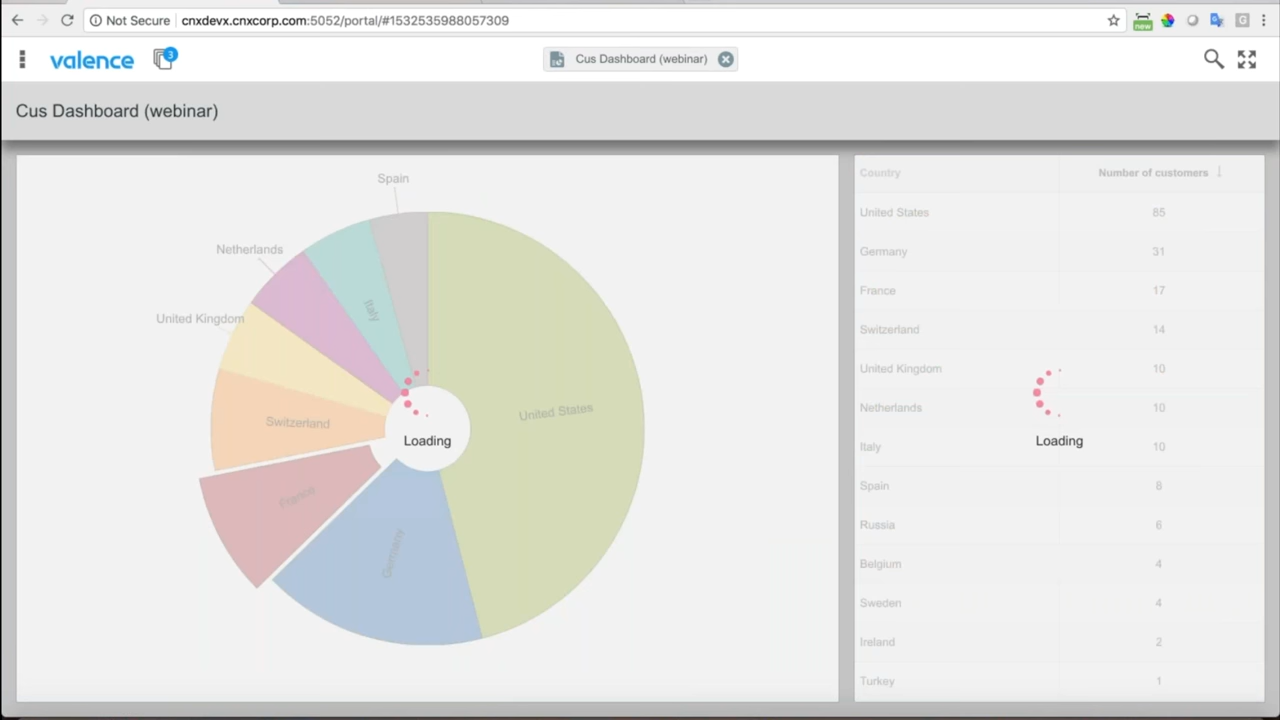 Not Secure
cnxdevx.cnxcorp.com:5052/portal/#1532535988057309
new
G
valence
3
Cus Dashboard (webinar)
Cus Dashboard (webinar)
Spain
Netherlands
Italy
United Kingdom
United States
Switzerland
Loading
France
Germany
Country Number of customers
United States 85
Germany 31
France 17
Switzerland 14
United Kingdom 10
Netherlands 10
Loading
Italy 10
Spain 8
Russia 6
Belgium 4
Sweden 4
Ireland 2
Turkey 1